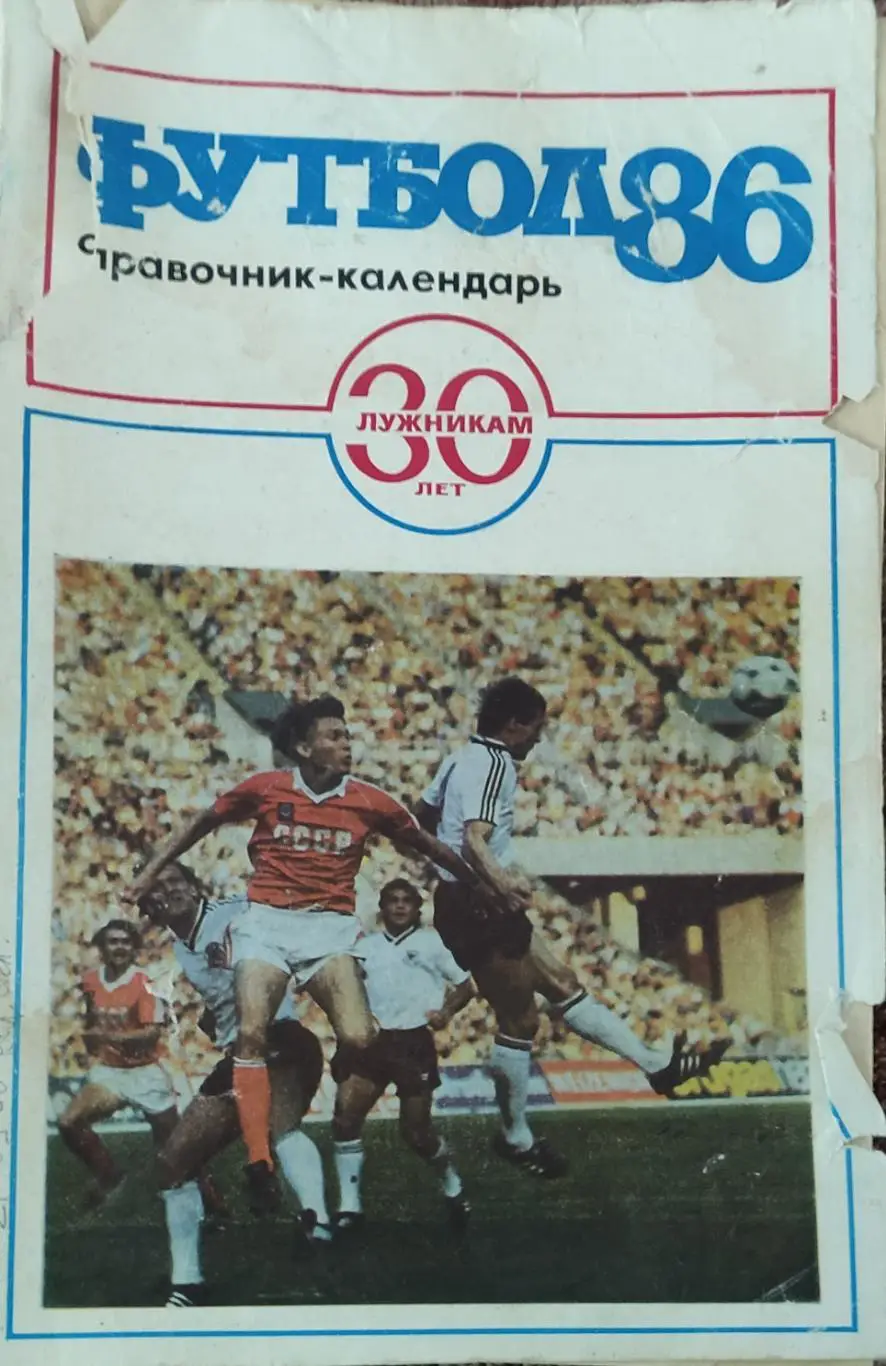 ФУТБОЛ 86
справочник-календарь
30
ЛУЖНИКАМ
ЛЕТ
СССР